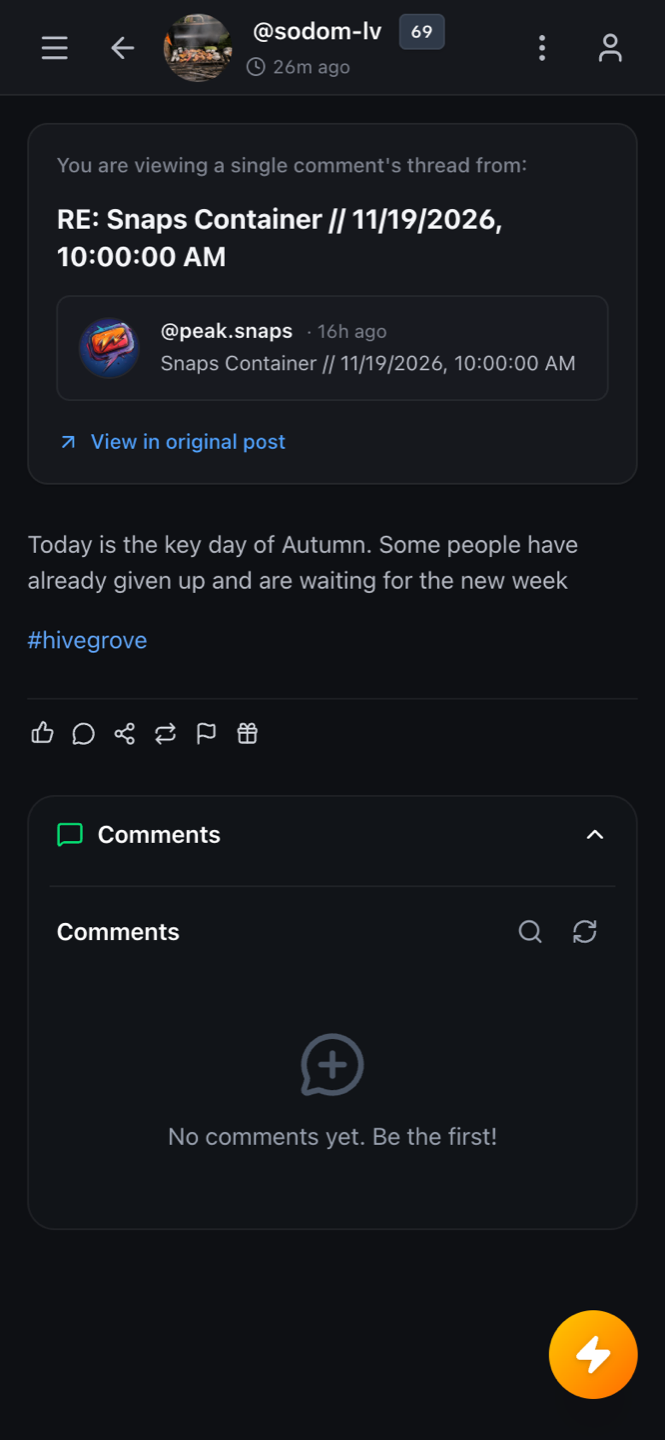 @sodom-lv 69
26m ago
You are viewing a single comment's thread from:
RE: Snaps Container // 11/19/2026,
10:00:00 AM
@peak.snaps · 16h ago
Snaps Container // 11/19/2026, 10:00:00 AM
View in original post
Today is the key day of Autumn. Some people have
already given up and are waiting for the new week
#hivegrove
Comments
Comments
No comments yet. Be the first!